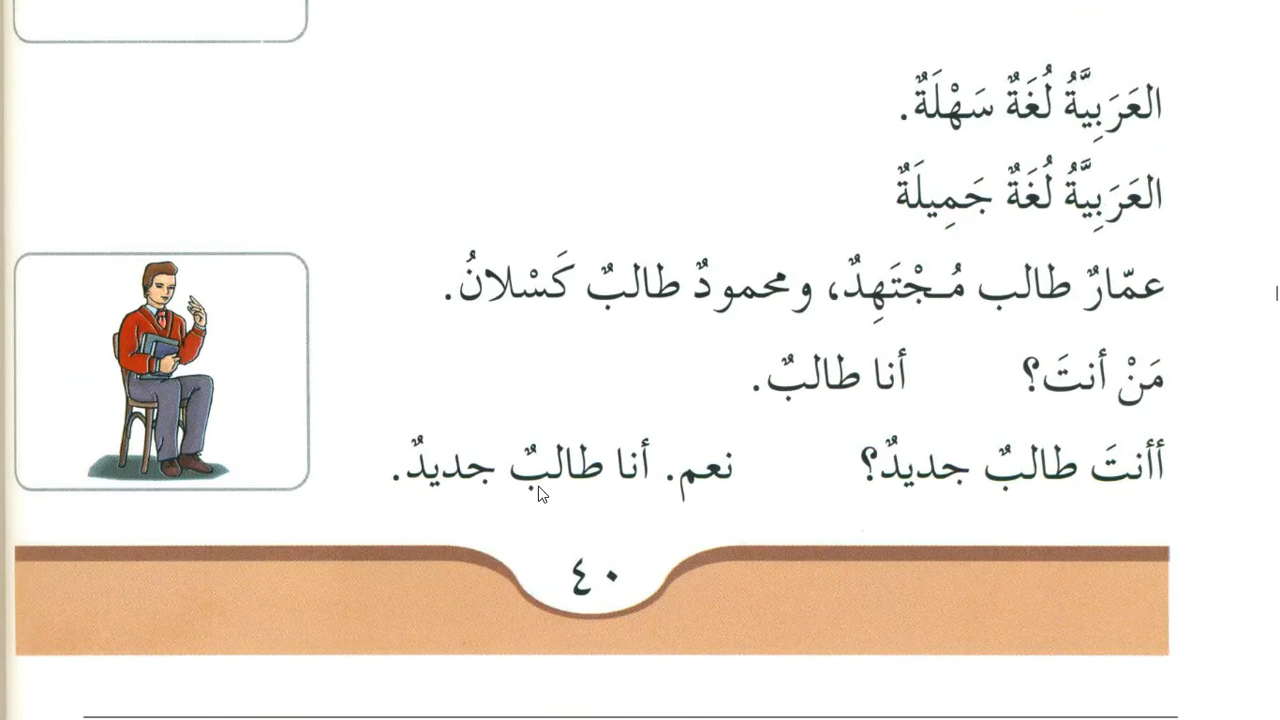 العَرَبِيَّةُ لُغَةٌ سَهْلَةٌ.
العَرَبِيَّةُ لُغَةٌ جَمِيلَةٌ
عمّارٌ طالب مُـجْتَهِدٌ، ومحمودٌ طالبٌ كَسْلانُ.
مَنْ أنتَ؟ أنا طالبٌ.
أأنتَ طالبٌ جديدٌ؟ نعم. أنا طالبٌ جديدٌ.
٤٠